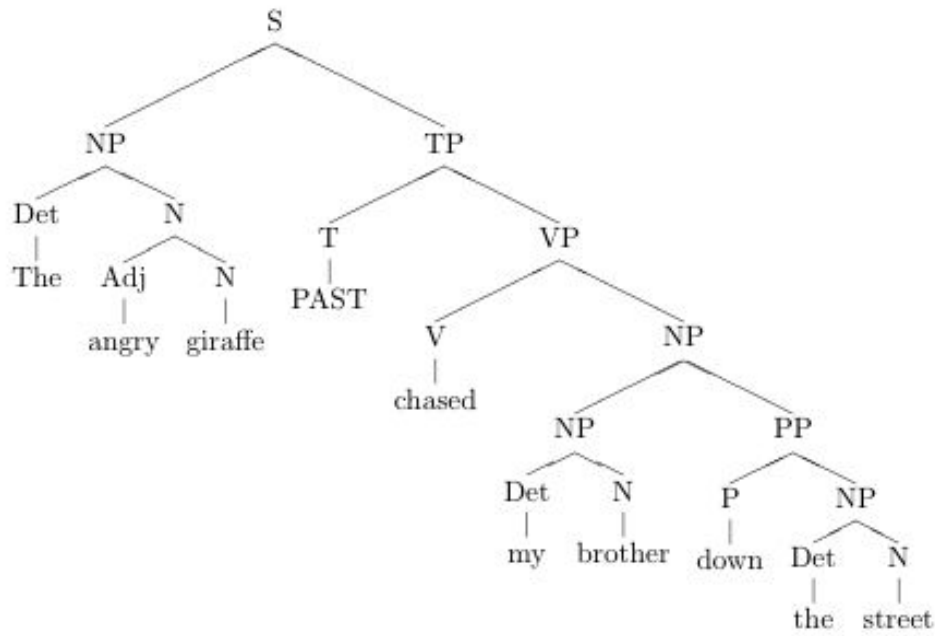 S
NP TP
Det N T VP
The Adj N PAST
angry giraffe V NP
chased
NP PP
Det N P NP
my brother down Det N
the street